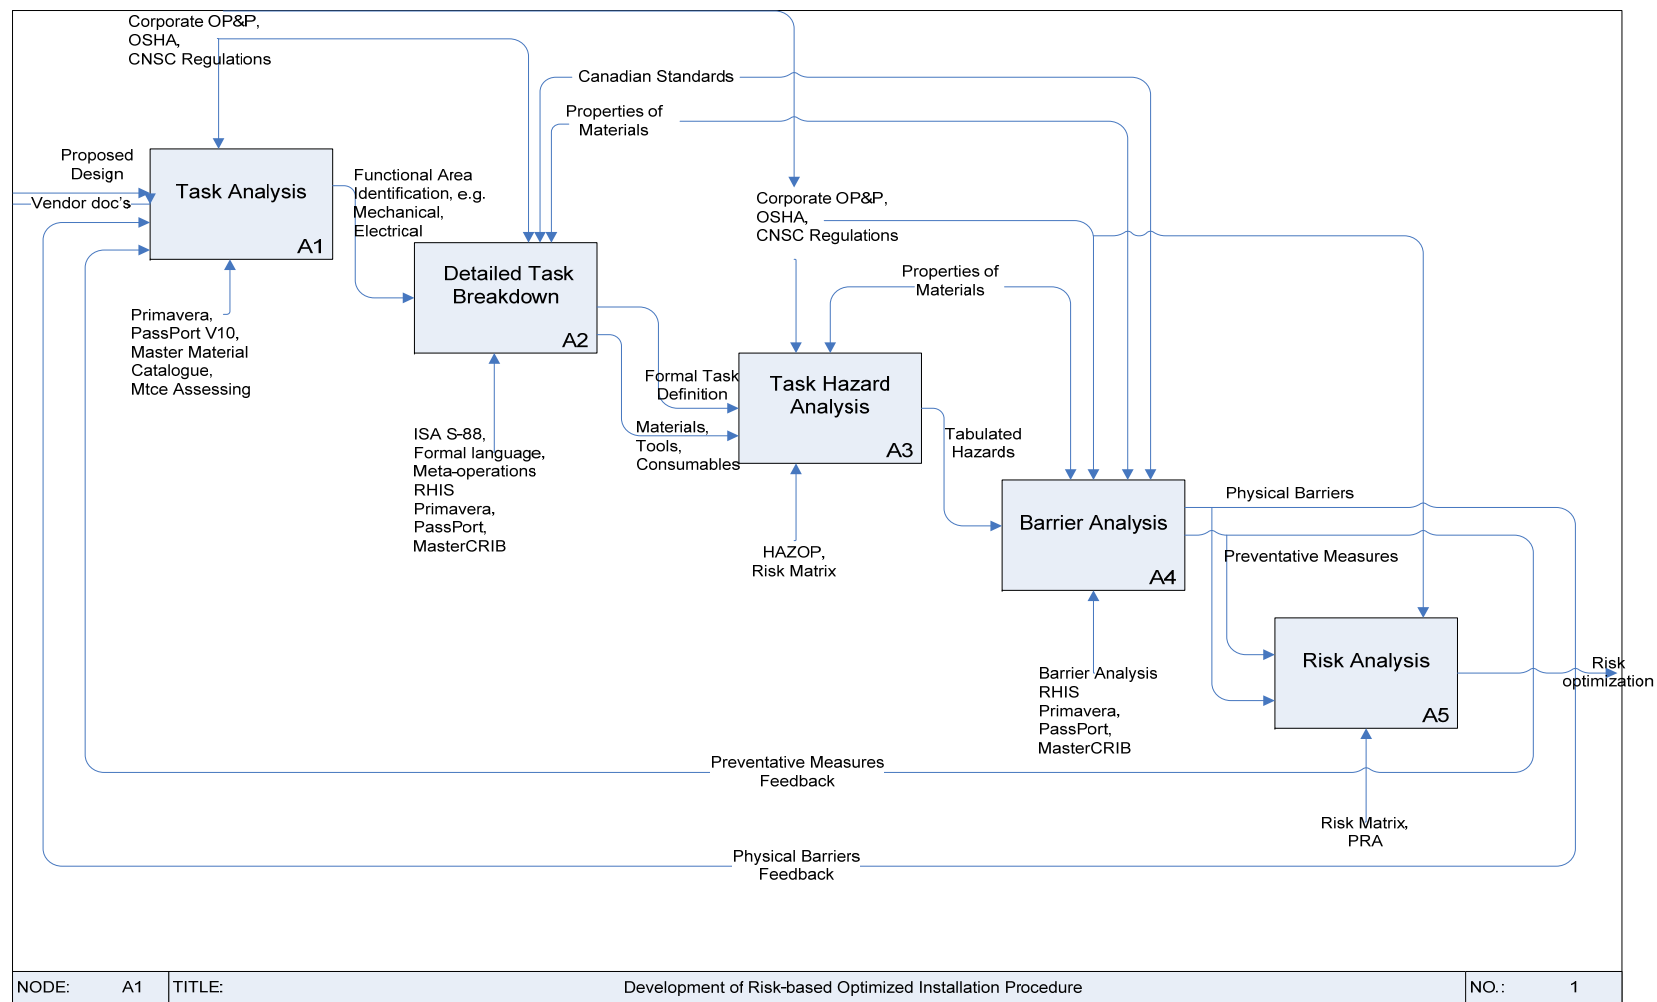 Corporate OP&P,
OSHA,
CNSC Regulations
Canadian Standards
Properties of
Materials
Proposed
Design
Vendor doc's
Task Analysis
A1
Functional Area
Identification, e.g.
Mechanical,
Electrical
Primavera,
PassPort V10,
Master Material
Catalogue,
Mtce Assessing
Detailed Task
Breakdown
A2
Corporate OP&P,
OSHA,
CNSC Regulations
Properties of
Materials
ISA S-88,
Formal language,
Meta-operations
RHIS
Primavera,
PassPort,
MasterCRIB
Formal Task
Definition
Materials,
Tools,
Consumables
Task Hazard
Analysis
A3
Tabulated
Hazards
HAZOP,
Risk Matrix
Barrier Analysis
A4
Physical Barriers
Preventative Measures
Barrier Analysis
RHIS
Primavera,
PassPort,
MasterCRIB
Risk Analysis
A5
Risk
optimization
Risk Matrix,
PRA
Preventative Measures
Feedback
Physical Barriers
Feedback
NODE: A1 TITLE: Development of Risk-based Optimized Installation Procedure NO.: 1